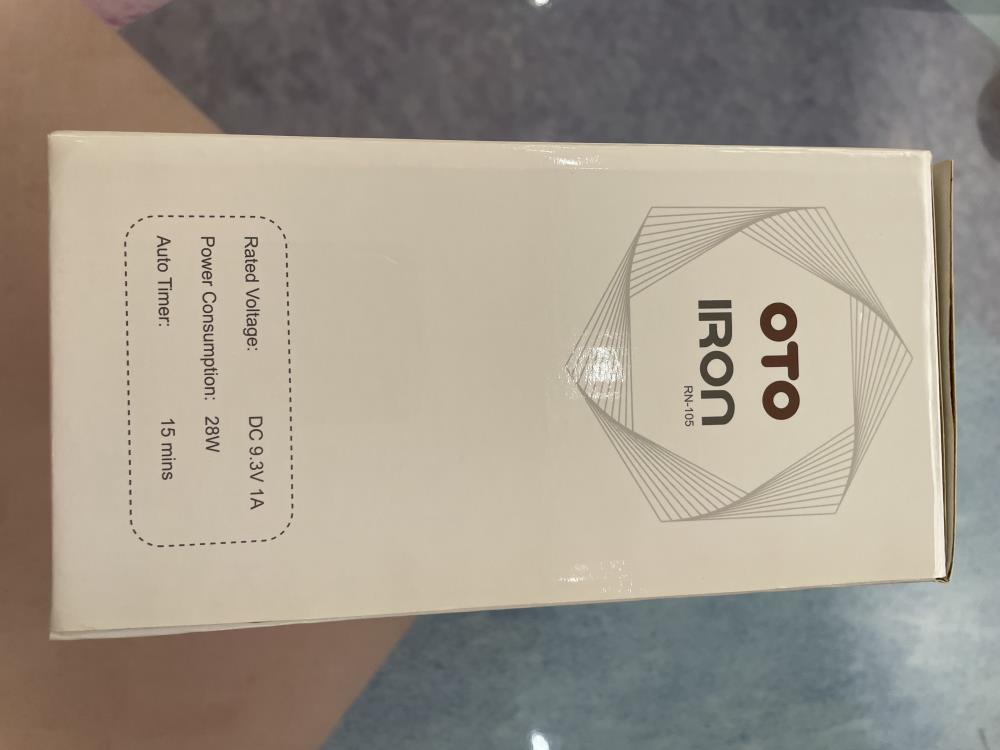 OTO
IRON
RN-105
Rated Voltage: DC 9.3V 1A
Power Consumption: 28W
Auto Timer: 15 mins